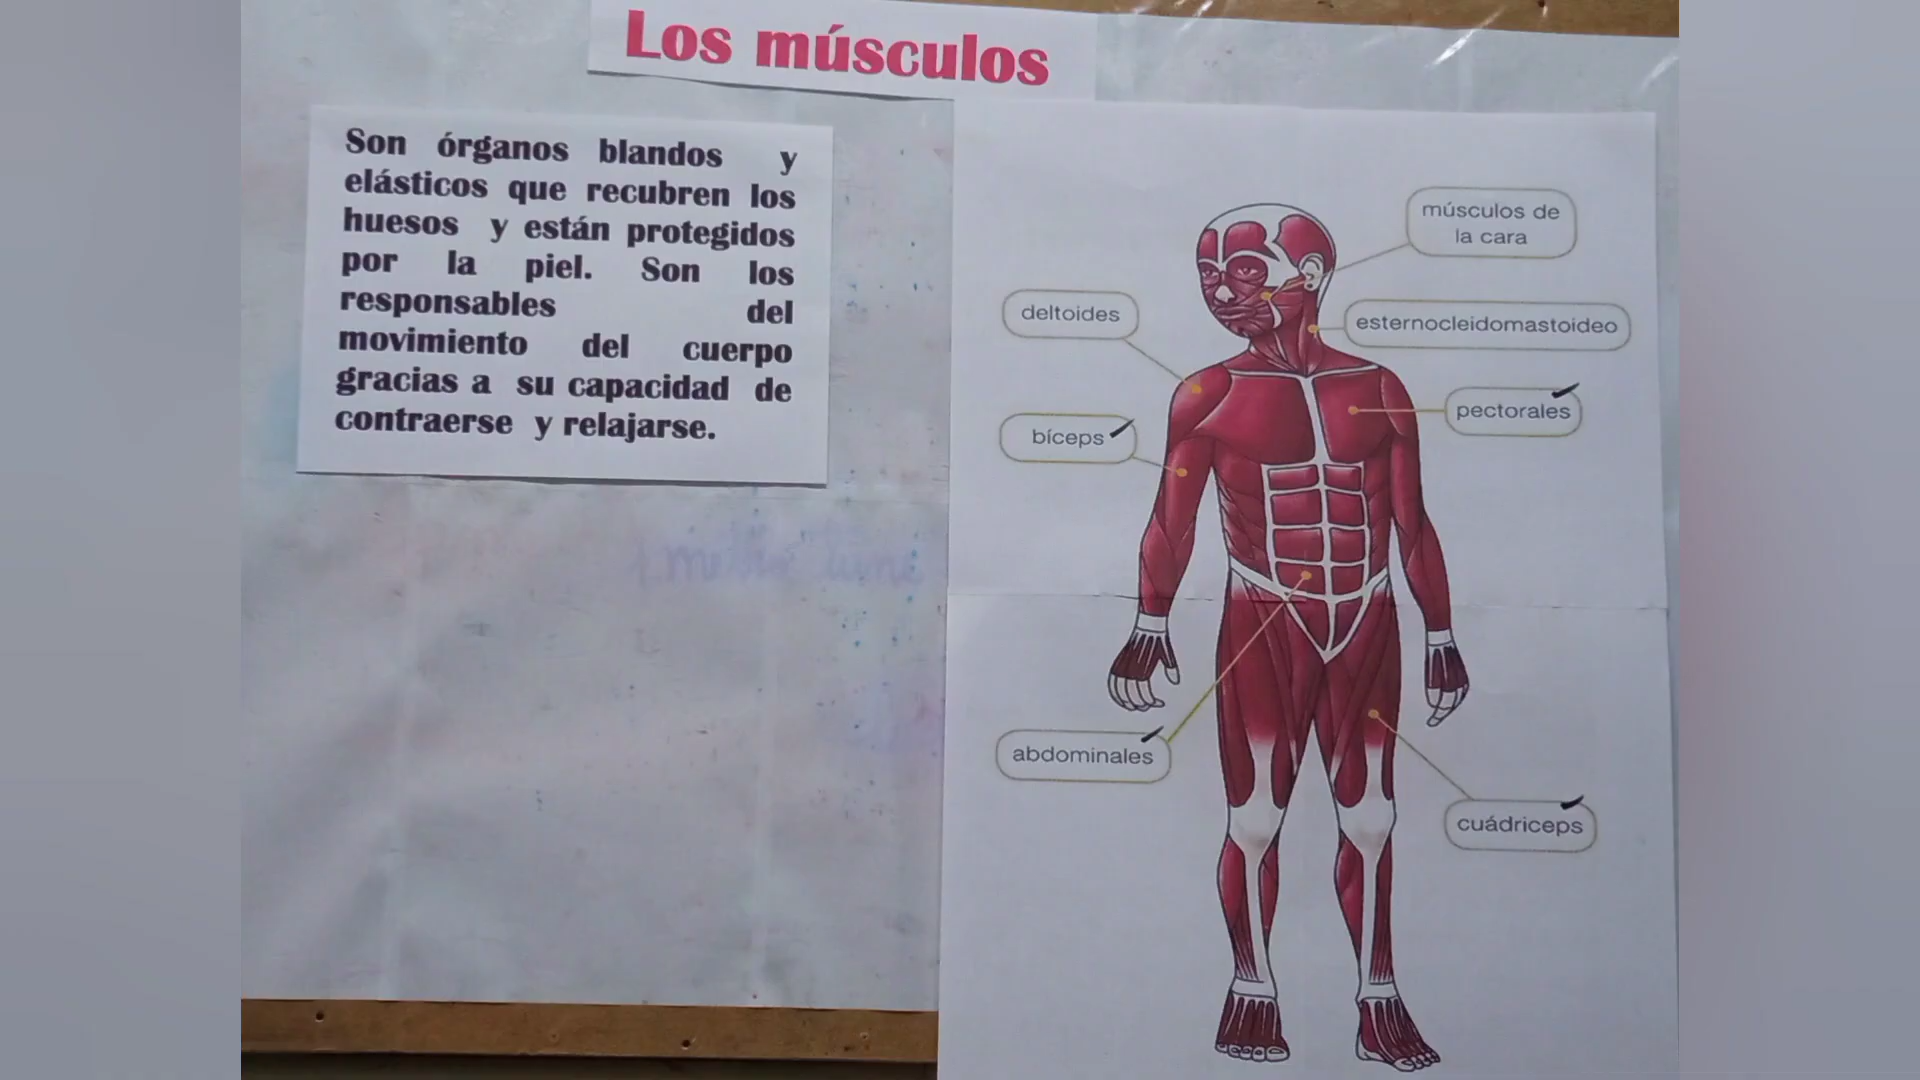 Los músculos
Son órganos blandos y
elásticos que recubren los
huesos y están protegidos
por la piel. Son los
responsables del
movimiento del cuerpo
gracias a su capacidad de
contraerse y relajarse.
músculos de
la cara
deltoides
esternocleidomastoideo
pectorales
bíceps
abdominales
cuádriceps